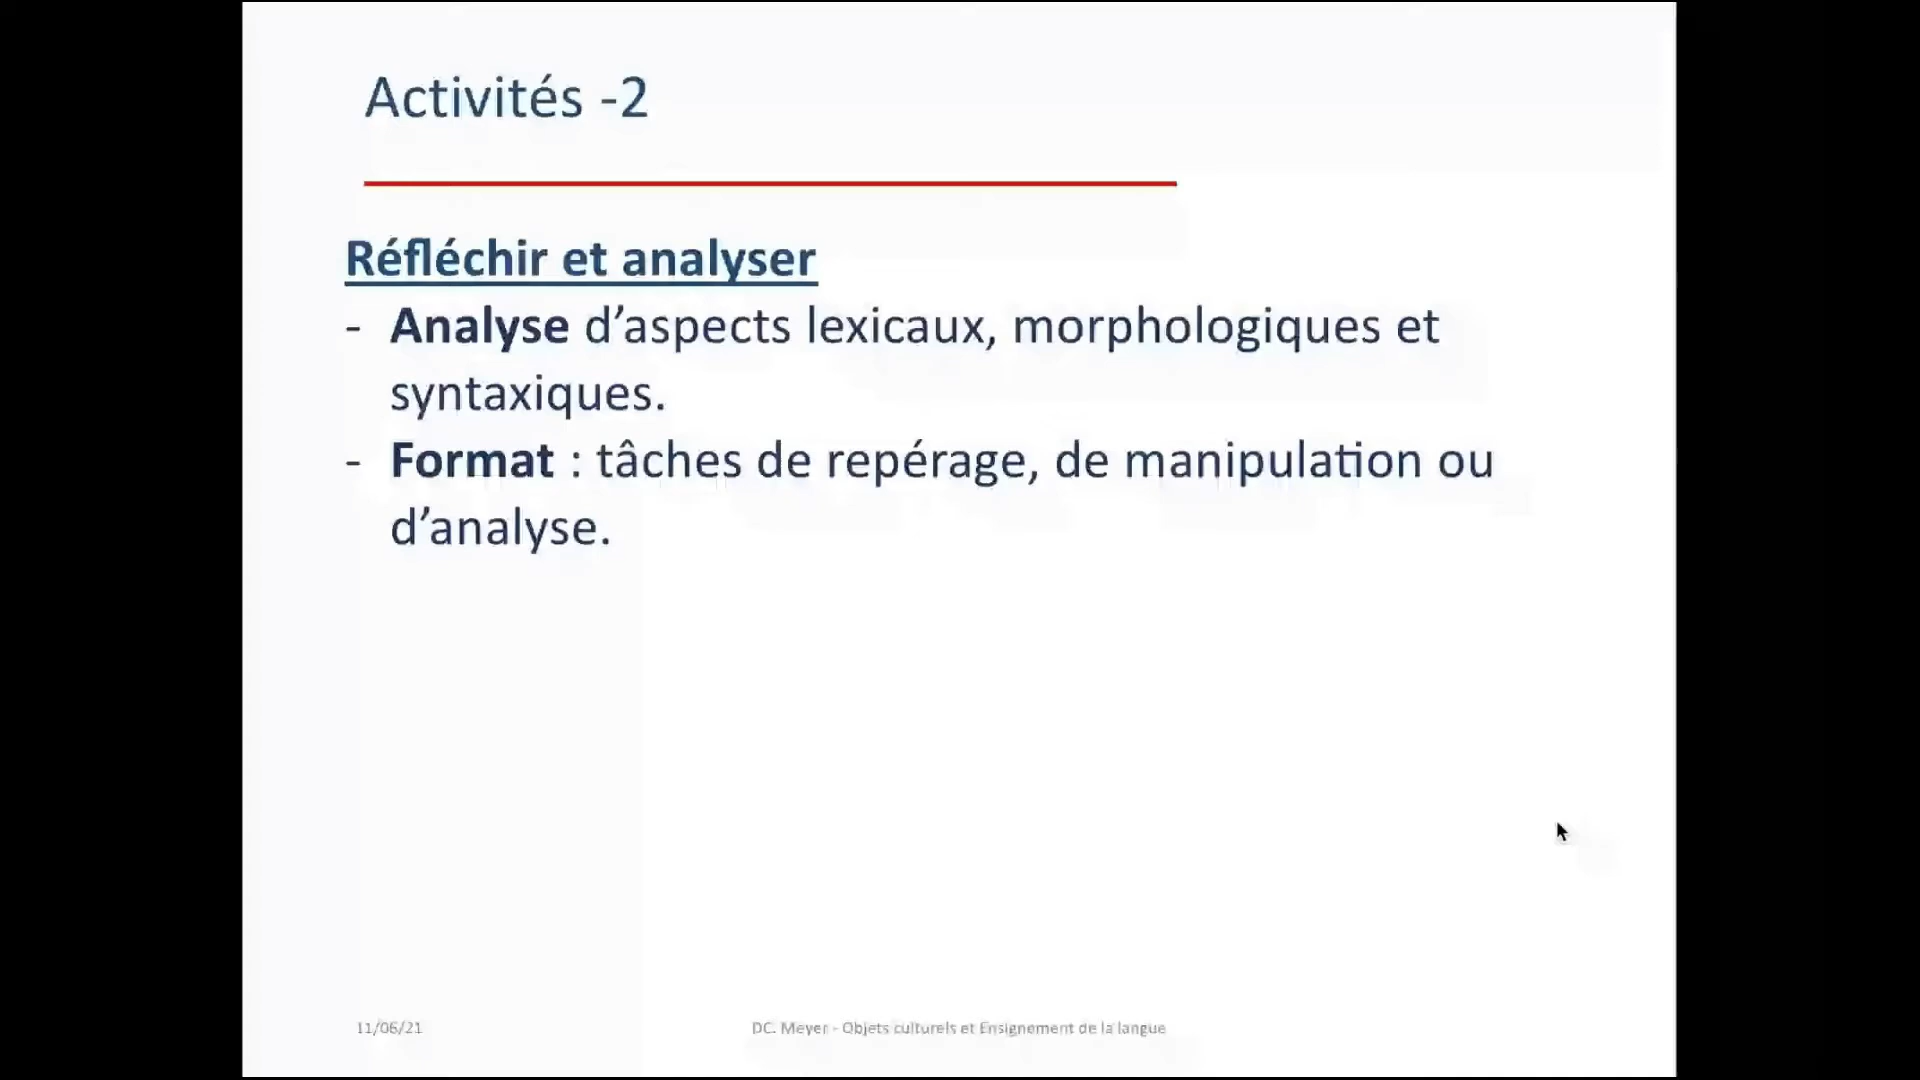 Activités -2
Réfléchir et analyser
- Analyse d’aspects lexicaux, morphologiques et
syntaxiques.
- Format : tâches de repérage, de manipulation ou
d’analyse.
11/06/21
DC. Meyer - Objets culturels et Ensignement de la langue